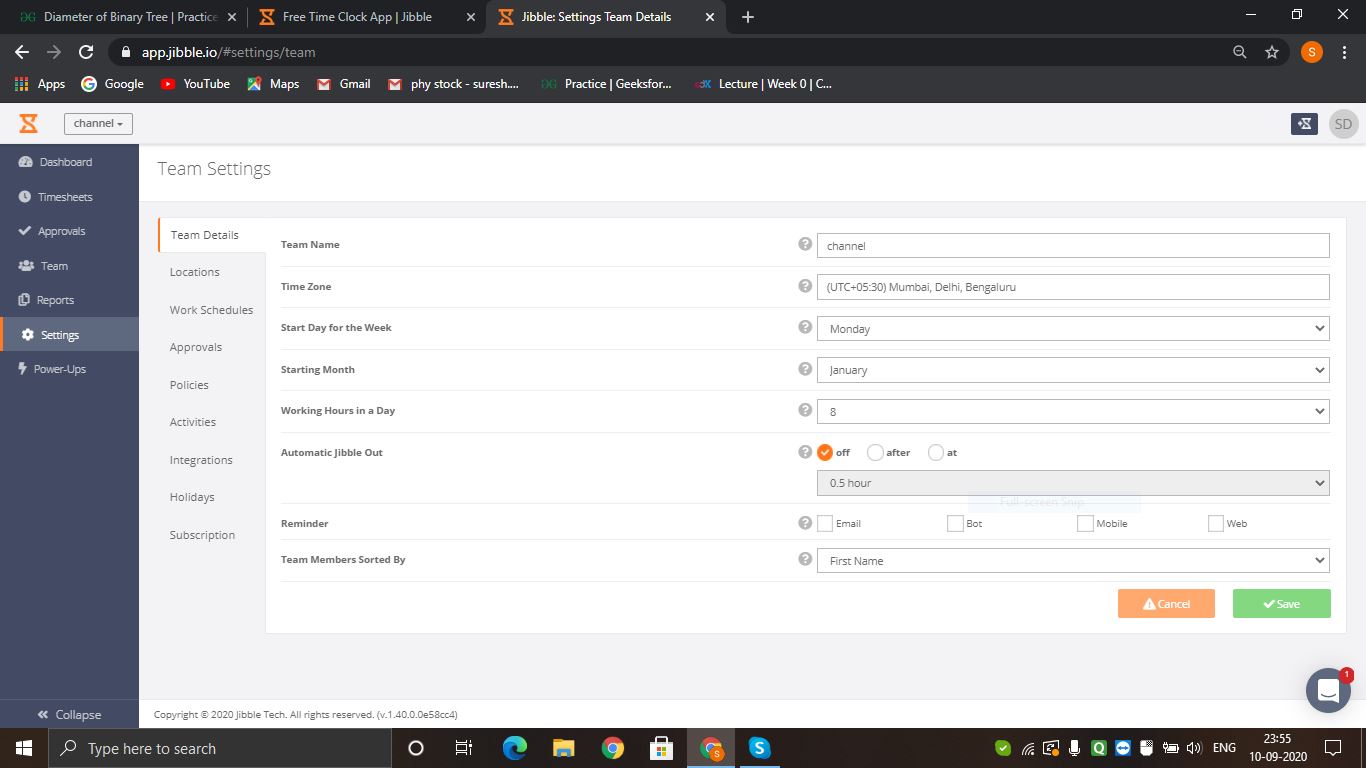 Diameter of Binary Tree | Practice
Free Time Clock App | Jibble
Jibble: Settings Team Details
app.jibble.io/#settings/team
S
Apps
Google
YouTube
Maps
Gmail
phy stock - suresh....
Practice | Geeksfor...
Lecture | Week 0 | C...
channel
SD
Dashboard
Timesheets
Approvals
Team
Reports
Settings
Power-Ups
Collapse
Team Settings
Team Details
Locations
Work Schedules
Approvals
Policies
Activities
Integrations
Holidays
Subscription
Team Name ? channel
Time Zone ? (UTC+05:30) Mumbai, Delhi, Bengaluru
Start Day for the Week ? Monday
Starting Month ? January
Working Hours in a Day ? 8
Automatic Jibble Out ? off after at
0.5 hour
Full-screen Snip
Reminder ? Email Bot Mobile Web
Team Members Sorted By ? First Name
Cancel Save
1
Copyright © 2020 Jibble Tech. All rights reserved. (v.1.40.0.0e58cc4)
Type here to search
S
ENG
23:55
10-09-2020